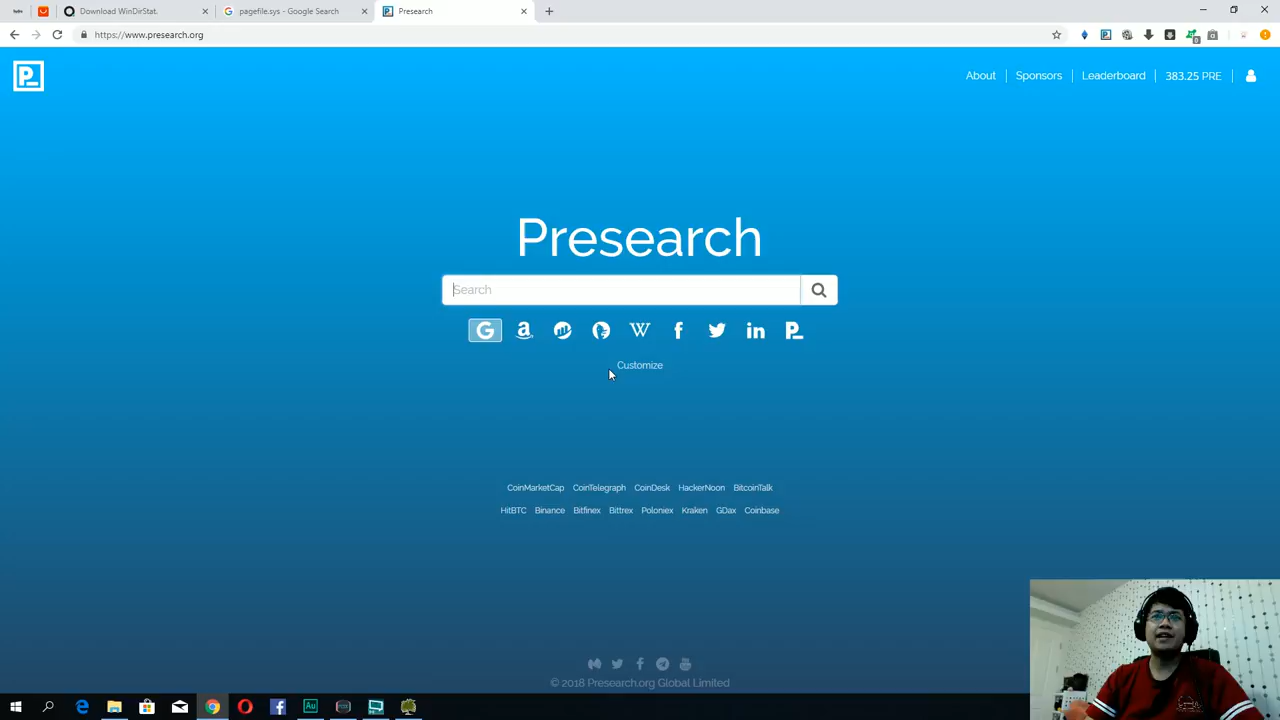 Download WinDirStat.
pagefile.sys - Google Search
Presearch
https://www.presearch.org
About
Sponsors
Leaderboard
383.25 PRE
Presearch
Search
Customize
CoinMarketCap CoinTelegraph CoinDesk HackerNoon BitcoinTalk
HitBTC Binance Bitfinex Bittrex Poloniex Kraken GDax Coinbase
© 2018 Presearch.org Global Limited